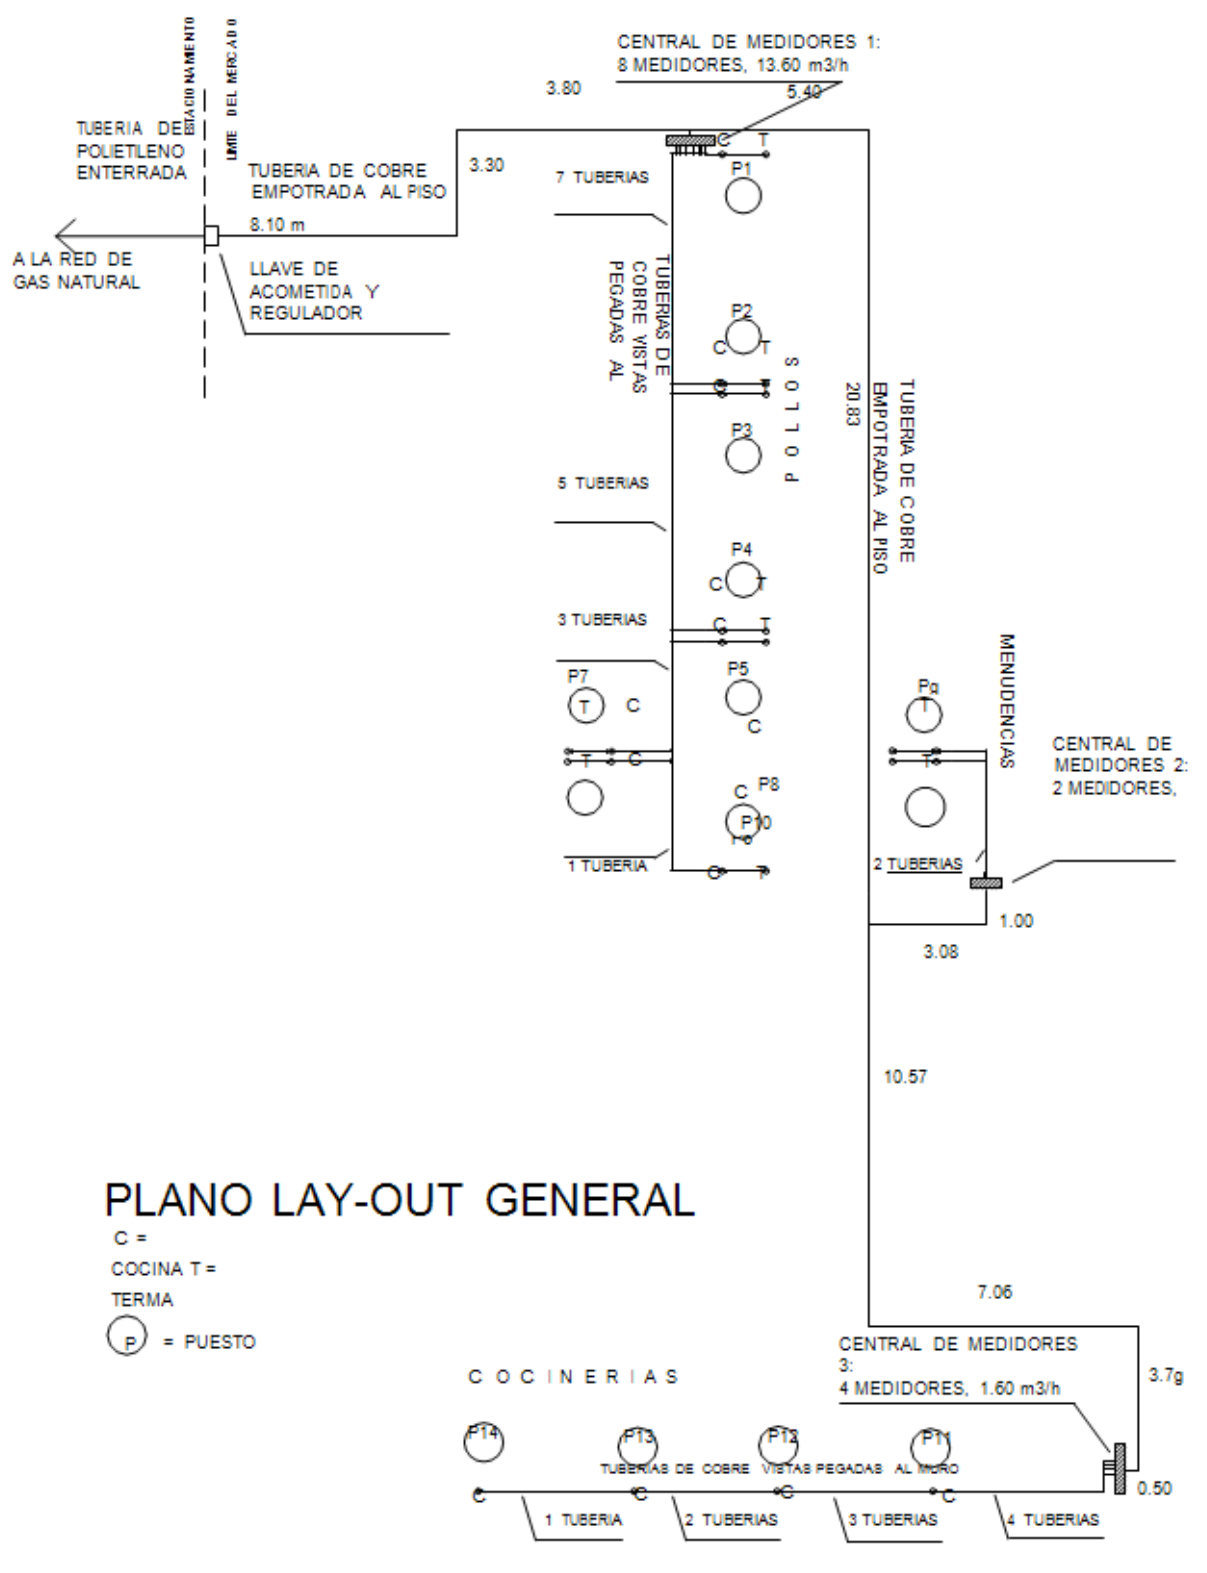 ESTACIONAMIENTO
LIMTE DEL MERCADO
CENTRAL DE MEDIDORES 1:
8 MEDIDORES, 13.60 m3/h
3.80
5.40
TUBERIA DE
POLIETILENO
ENTERRADA
TUBERIA DE COBRE
EMPOTRADA AL PISO
8.10 m
3.30
C T
P1
7 TUBERIAS
A LA RED DE
GAS NATURAL
LLAVE DE
ACOMETIDA Y
REGULADOR
TUBERIAS DE
COBRE VISTAS
PEGADAS AL
P2
C T
C T
P O L L O S
P3
20.83
TUBERIA DE COBRE
EMPOTRADA AL PISO
5 TUBERIAS
P4
C T
3 TUBERIAS
C T
P7
T C
P5
C
T C
MENUDENCIAS
T
T
CENTRAL DE
MEDIDORES 2:
2 MEDIDORES,
C P8
P10
1 TUBERIA
C T
2 TUBERIAS
1.00
3.08
10.57
PLANO LAY-OUT GENERAL
C =
COCINA T =
TERMA
P = PUESTO
7.06
CENTRAL DE MEDIDORES
3:
4 MEDIDORES, 1.60 m3/h
3.7g
C O C I N E R I A S
P14 P13 P12 P11
TUBERIAS DE COBRE VISTAS PEGADAS AL MURO
0.50
C C C C
1 TUBERIA 2 TUBERIAS 3 TUBERIAS 4 TUBERIAS